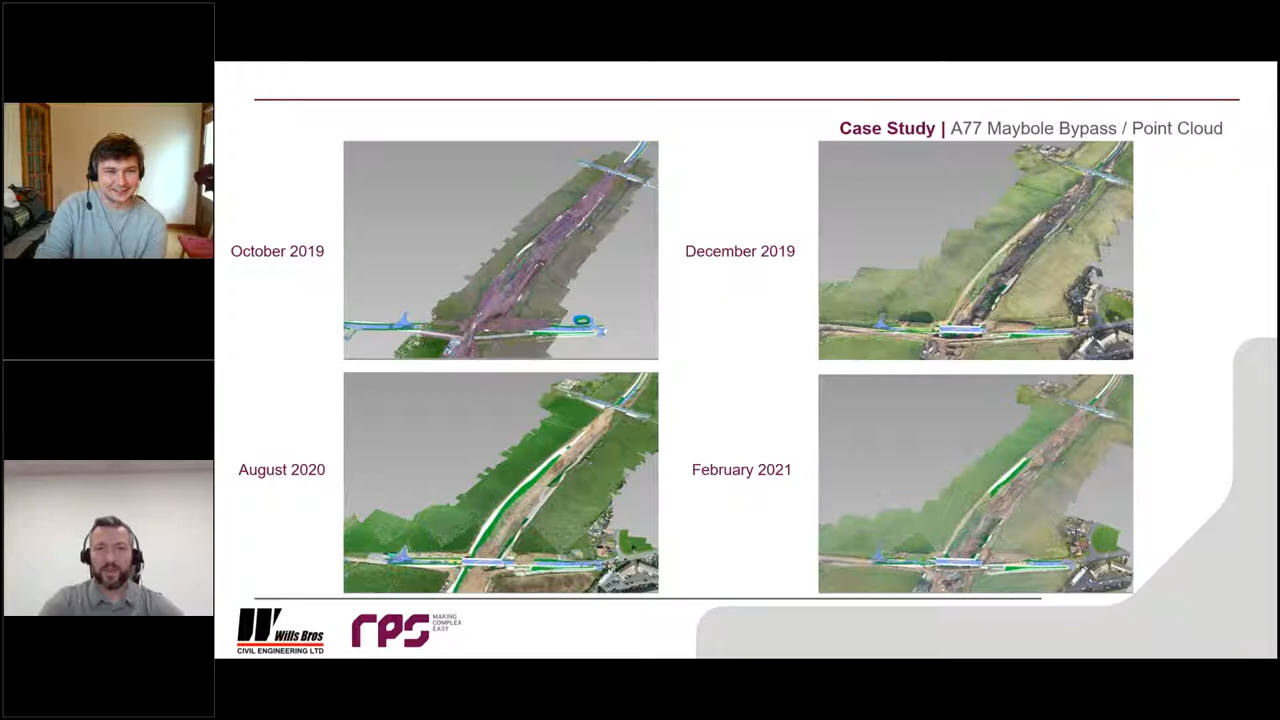 Case Study | A77 Maybole Bypass / Point Cloud
October 2019
December 2019
August 2020
February 2021
W
Wills Bros
CIVIL ENGINEERING LTD
rps
MAKING
COMPLEX
EASY